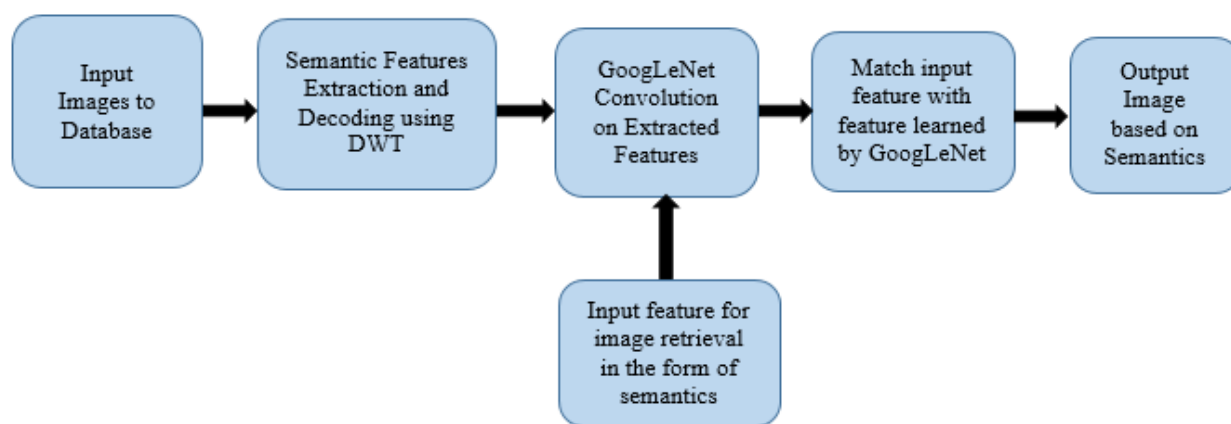 Input
Images to
Database
Semantic Features
Extraction and
Decoding using
DWT
GoogLeNet
Convolution
on Extracted
Features
Match input
feature with
feature learned
by GoogLeNet
Output
Image
based on
Semantics
Input feature for
image retrieval
in the form of
semantics